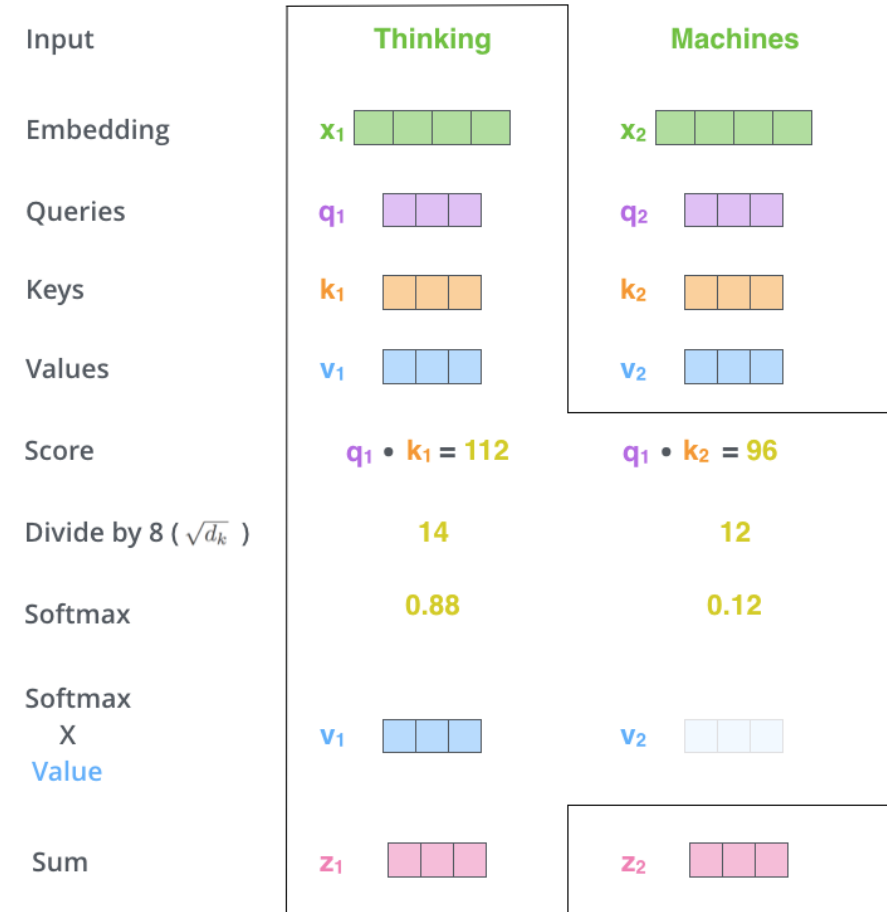 Input Thinking Machines
Embedding x₁ x₂
Queries q₁ q₂
Keys k₁ k₂
Values v₁ v₂
Score q₁ • k₁ = 112 q₁ • k₂ = 96
Divide by 8 ( √dₖ ) 14 12
Softmax 0.88 0.12
Softmax
X v₁ v₂
Value
Sum z₁ z₂